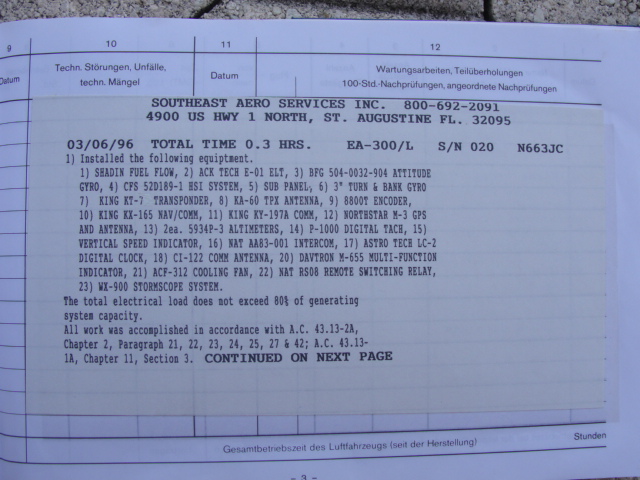 9 10 11 12
Datum Techn. Störungen, Unfälle, techn. Mängel Datum Wartungsarbeiten, Teilüberholungen
100-Std.-Nachprüfungen, angeordnete Nachprüfungen
SOUTHEAST AERO SERVICES INC. 800-692-2091
4900 US HWY 1 NORTH, ST. AUGUSTINE FL. 32095
03/06/96 TOTAL TIME 0.3 HRS. EA-300/L S/N 020 N663JC
1) Installed the following equiptment.
1) SHADIN FUEL FLOW, 2) ACK TECH E-01 ELT, 3) BFG 504-0032-904 ATTITUDE
GYRO, 4) CFS 52D189-1 HSI SYSTEM, 5) SUB PANEL, 6) 3" TURN & BANK GYRO
7) KING KT-7 TRANSPONDER, 8) KA-60 TPX ANTENNA, 9) 8800T ENCODER,
10) KING KX-165 NAV/COMM, 11) KING KY-197A COMM, 12) NORTHSTAR M-3 GPS
AND ANTENNA, 13) 2ea. 5934P-3 ALTIMETERS, 14) P-1000 DIGITAL TACH, 15)
VERTICAL SPEED INDICATOR, 16) NAT AA83-001 INTERCOM, 17) ASTRO TECH LC-2
DIGITAL CLOCK, 18) CI-122 COMM ANTENNA, 20) DAVTRON M-655 MULTI-FUNCTION
INDICATOR, 21) ACF-312 COOLING FAN, 22) NAT RS08 REMOTE SWITCHING RELAY,
23) WX-900 STORMSCOPE SYSTEM.
The total electrical load does not exceed 80% of generating
system capacity.
All work was accomplished in accordance with A.C. 43.13-2A,
Chapter 2, Paragraph 21, 22, 23, 24, 25, 27 & 42; A.C. 43.13-
1A, Chapter 11, Section 3. CONTINUED ON NEXT PAGE
Gesamtbetriebszeit des Luftfahrzeugs (seit der Herstellung) Stunden
- 3 -